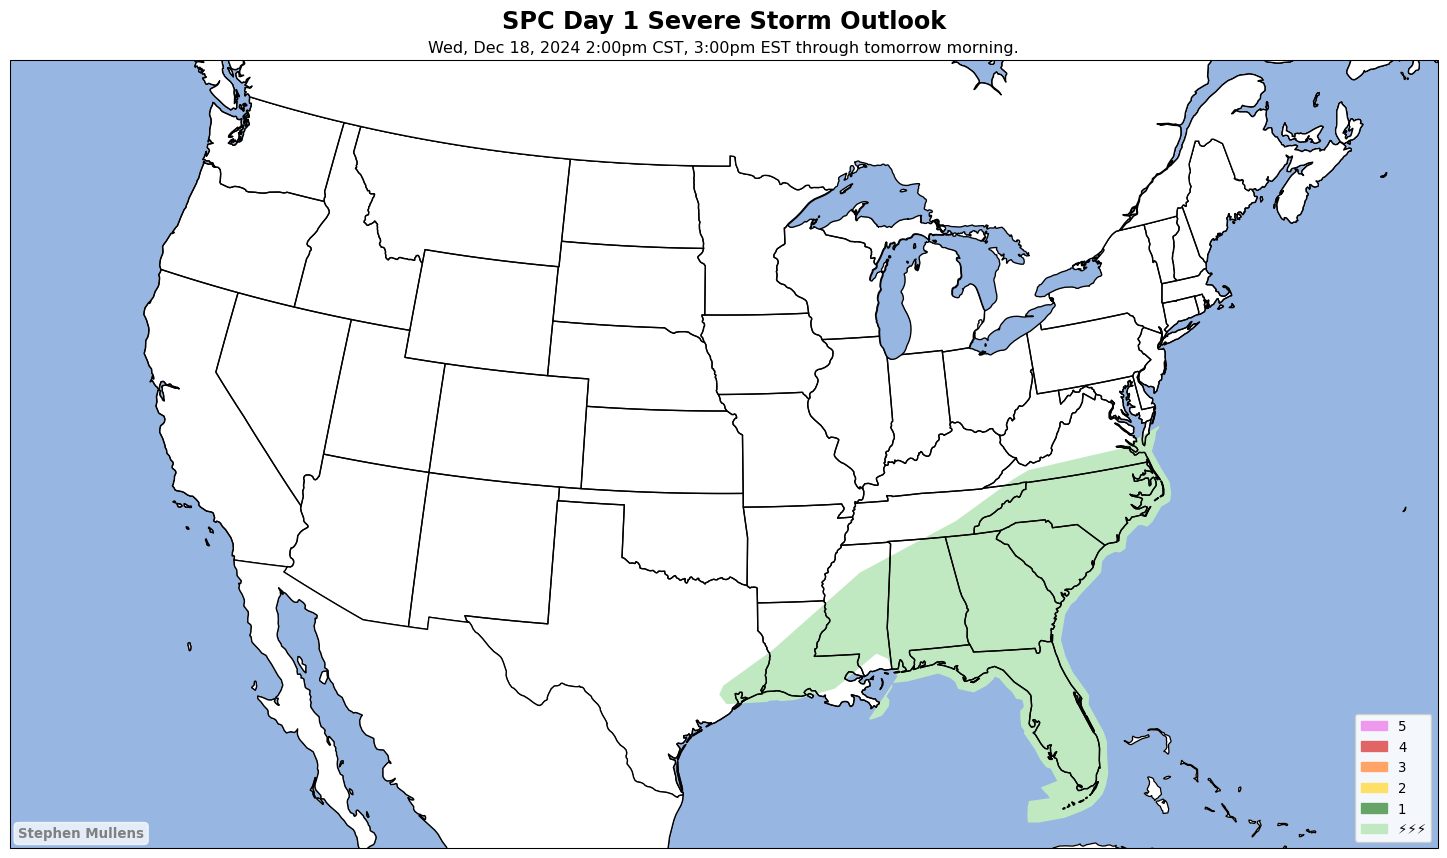 SPC Day 1 Severe Storm Outlook
Wed, Dec 18, 2024 2:00pm CST, 3:00pm EST through tomorrow morning.
5
4
3
2
1
⚡⚡⚡
Stephen Mullens